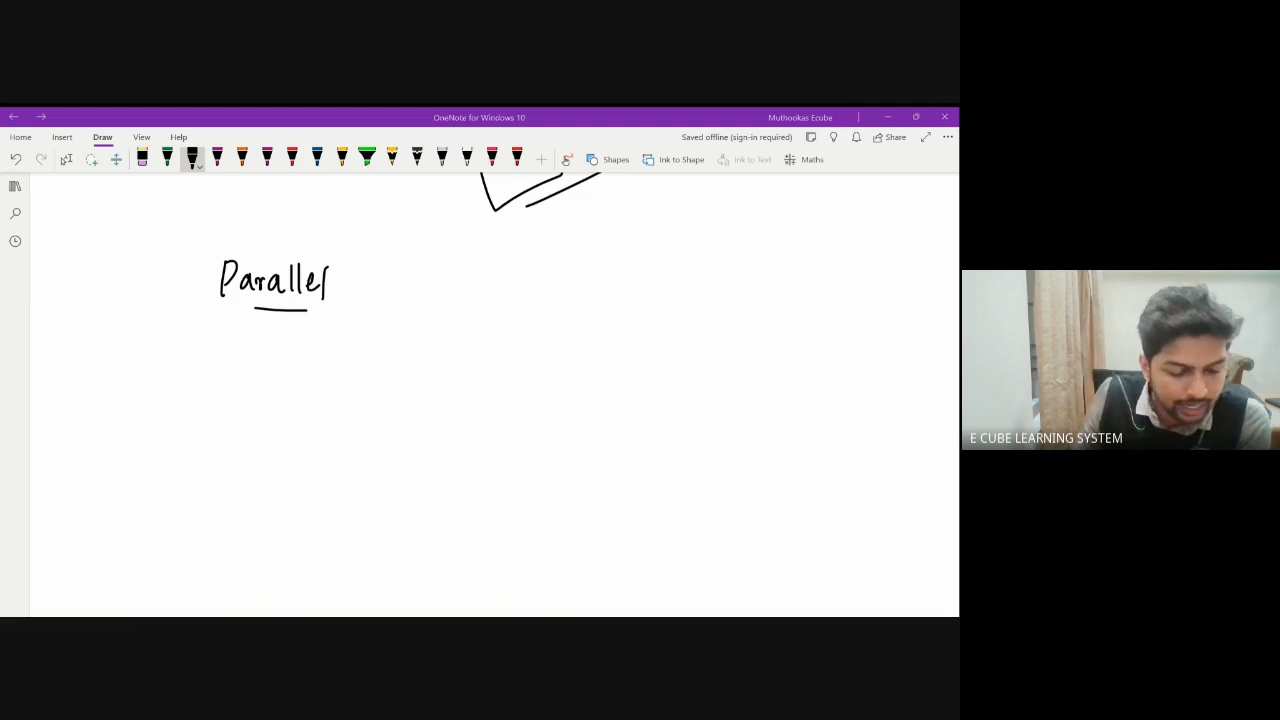 OneNote for Windows 10
Muthookas Ecube
Home Insert Draw View Help
Saved offline (sign-in required)
Share
Shapes
Ink to Shape
Ink to Text
Maths
Parallel
E CUBE LEARNING SYSTEM